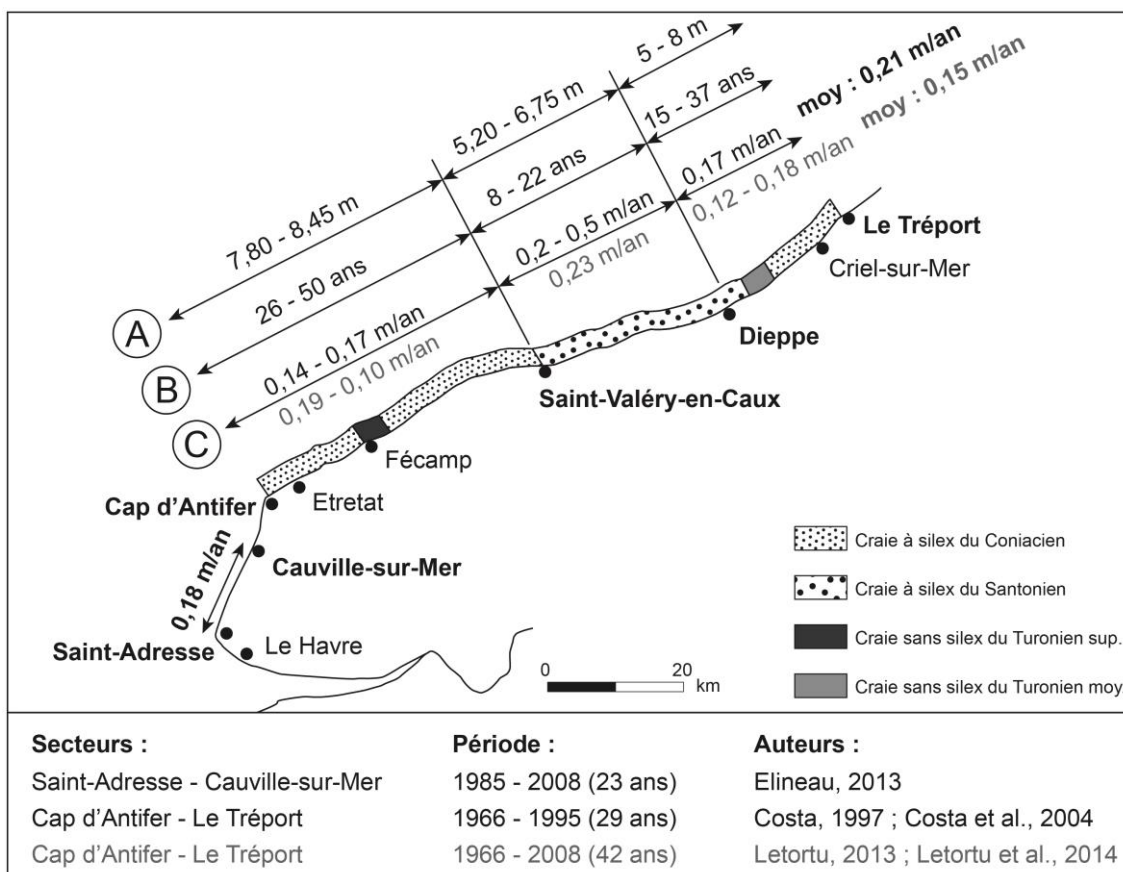 5 - 8 m
5,20 - 6,75 m
7,80 - 8,45 m
15 - 37 ans
8 - 22 ans
26 - 50 ans
moy : 0,21 m/an
moy : 0,15 m/an
0,17 m/an
0,12 - 0,18 m/an
0,2 - 0,5 m/an
0,23 m/an
0,14 - 0,17 m/an
0,19 - 0,10 m/an
A
B
C
Le Tréport
Criel-sur-Mer
Dieppe
Saint-Valéry-en-Caux
Fécamp
Etretat
Cap d'Antifer
Cauville-sur-Mer
0,18 m/an
Saint-Adresse
Le Havre
0 20
km
Craie à silex du Coniacien
Craie à silex du Santonien
Craie sans silex du Turonien sup.
Craie sans silex du Turonien moy.
Secteurs : Période : Auteurs :
Saint-Adresse - Cauville-sur-Mer 1985 - 2008 (23 ans) Elineau, 2013
Cap d'Antifer - Le Tréport 1966 - 1995 (29 ans) Costa, 1997 ; Costa et al., 2004
Cap d'Antifer - Le Tréport 1966 - 2008 (42 ans) Letortu, 2013 ; Letortu et al., 2014